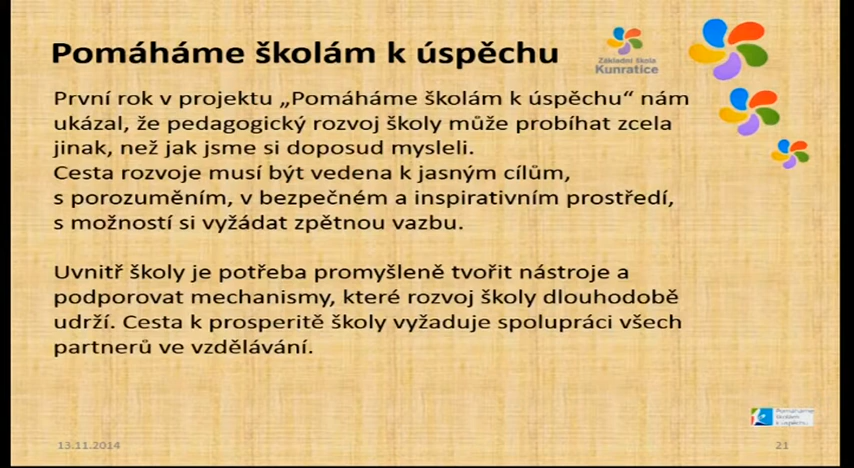 Pomáháme školám k úspěchu
Základní škola
Kunratice
První rok v projektu „Pomáháme školám k úspěchu“ nám
ukázal, že pedagogický rozvoj školy může probíhat zcela
jinak, než jak jsme si doposud mysleli.
Cesta rozvoje musí být vedena k jasným cílům,
s porozuměním, v bezpečném a inspirativním prostředí,
s možností si vyžádat zpětnou vazbu.
Uvnitř školy je potřeba promyšleně tvořit nástroje a
podporovat mechanismy, které rozvoj školy dlouhodobě
udrží. Cesta k prosperitě školy vyžaduje spolupráci všech
partnerů ve vzdělávání.
Pomáháme
školám
k úspěchu
13.11.2014
21